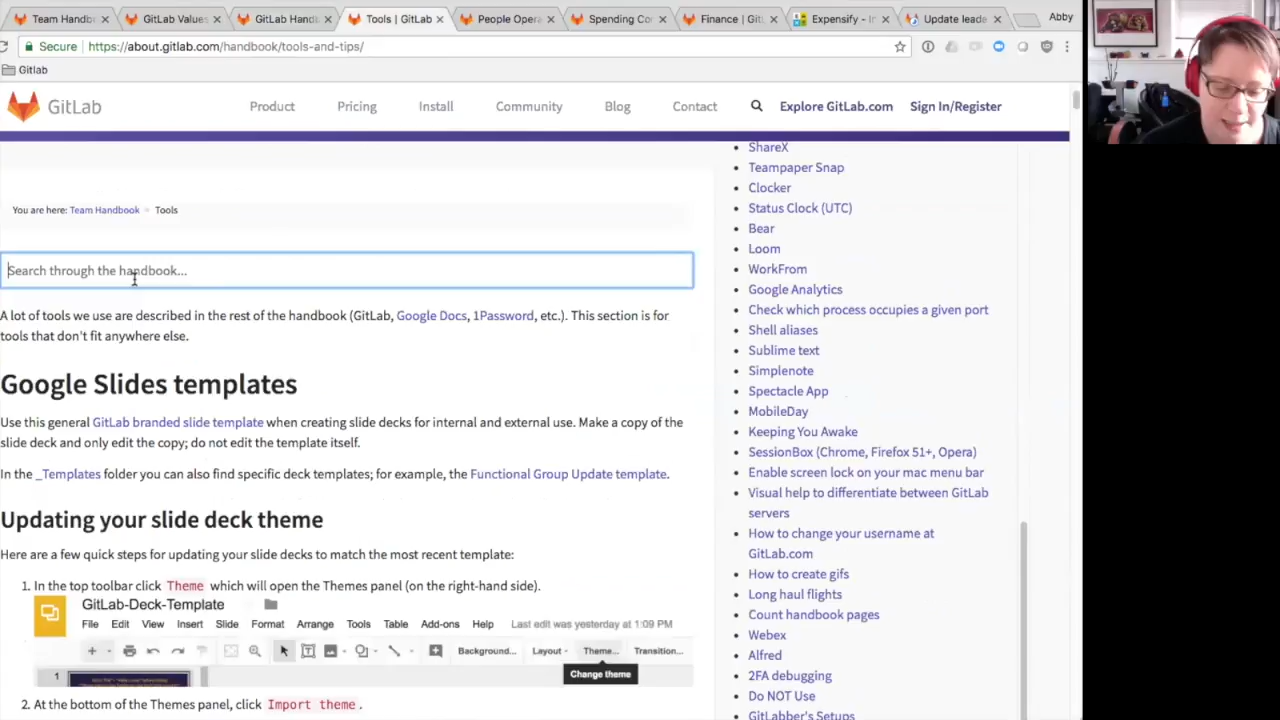 Team Handb
GitLab Values
GitLab Handb
Tools | GitLab
People Opera
Spending Co
Finance | GitL
Expensify - In
Update leade
Abby
Secure
https://about.gitlab.com/handbook/tools-and-tips/
Gitlab
GitLab
Product
Pricing
Install
Community
Blog
Contact
Explore GitLab.com
Sign In/Register
You are here: Team Handbook
Tools
Search through the handbook...
A lot of tools we use are described in the rest of the handbook (GitLab, Google Docs, 1Password, etc.). This section is for
tools that don't fit anywhere else.
Google Slides templates
Use this general GitLab branded slide template when creating slide decks for internal and external use. Make a copy of the
slide deck and only edit the copy; do not edit the template itself.
In the _Templates folder you can also find specific deck templates; for example, the Functional Group Update template.
Updating your slide deck theme
Here are a few quick steps for updating your slide decks to match the most recent template:
1. In the top toolbar click Theme which will open the Themes panel (on the right-hand side).
GitLab-Deck-Template
File Edit View Insert Slide Format Arrange Tools Table Add-ons Help Last edit was yesterday at 1:09 PM
Background... Layout Theme... Transition...
Change theme
1
2. At the bottom of the Themes panel, click Import theme.
ShareX
Teampaper Snap
Clocker
Status Clock (UTC)
Bear
Loom
WorkFrom
Google Analytics
Check which process occupies a given port
Shell aliases
Sublime text
Simplenote
Spectacle App
MobileDay
Keeping You Awake
SessionBox (Chrome, Firefox 51+, Opera)
Enable screen lock on your mac menu bar
Visual help to differentiate between GitLab
servers
How to change your username at
GitLab.com
How to create gifs
Long haul flights
Count handbook pages
Webex
Alfred
2FA debugging
Do NOT Use
GitLabber's Setups